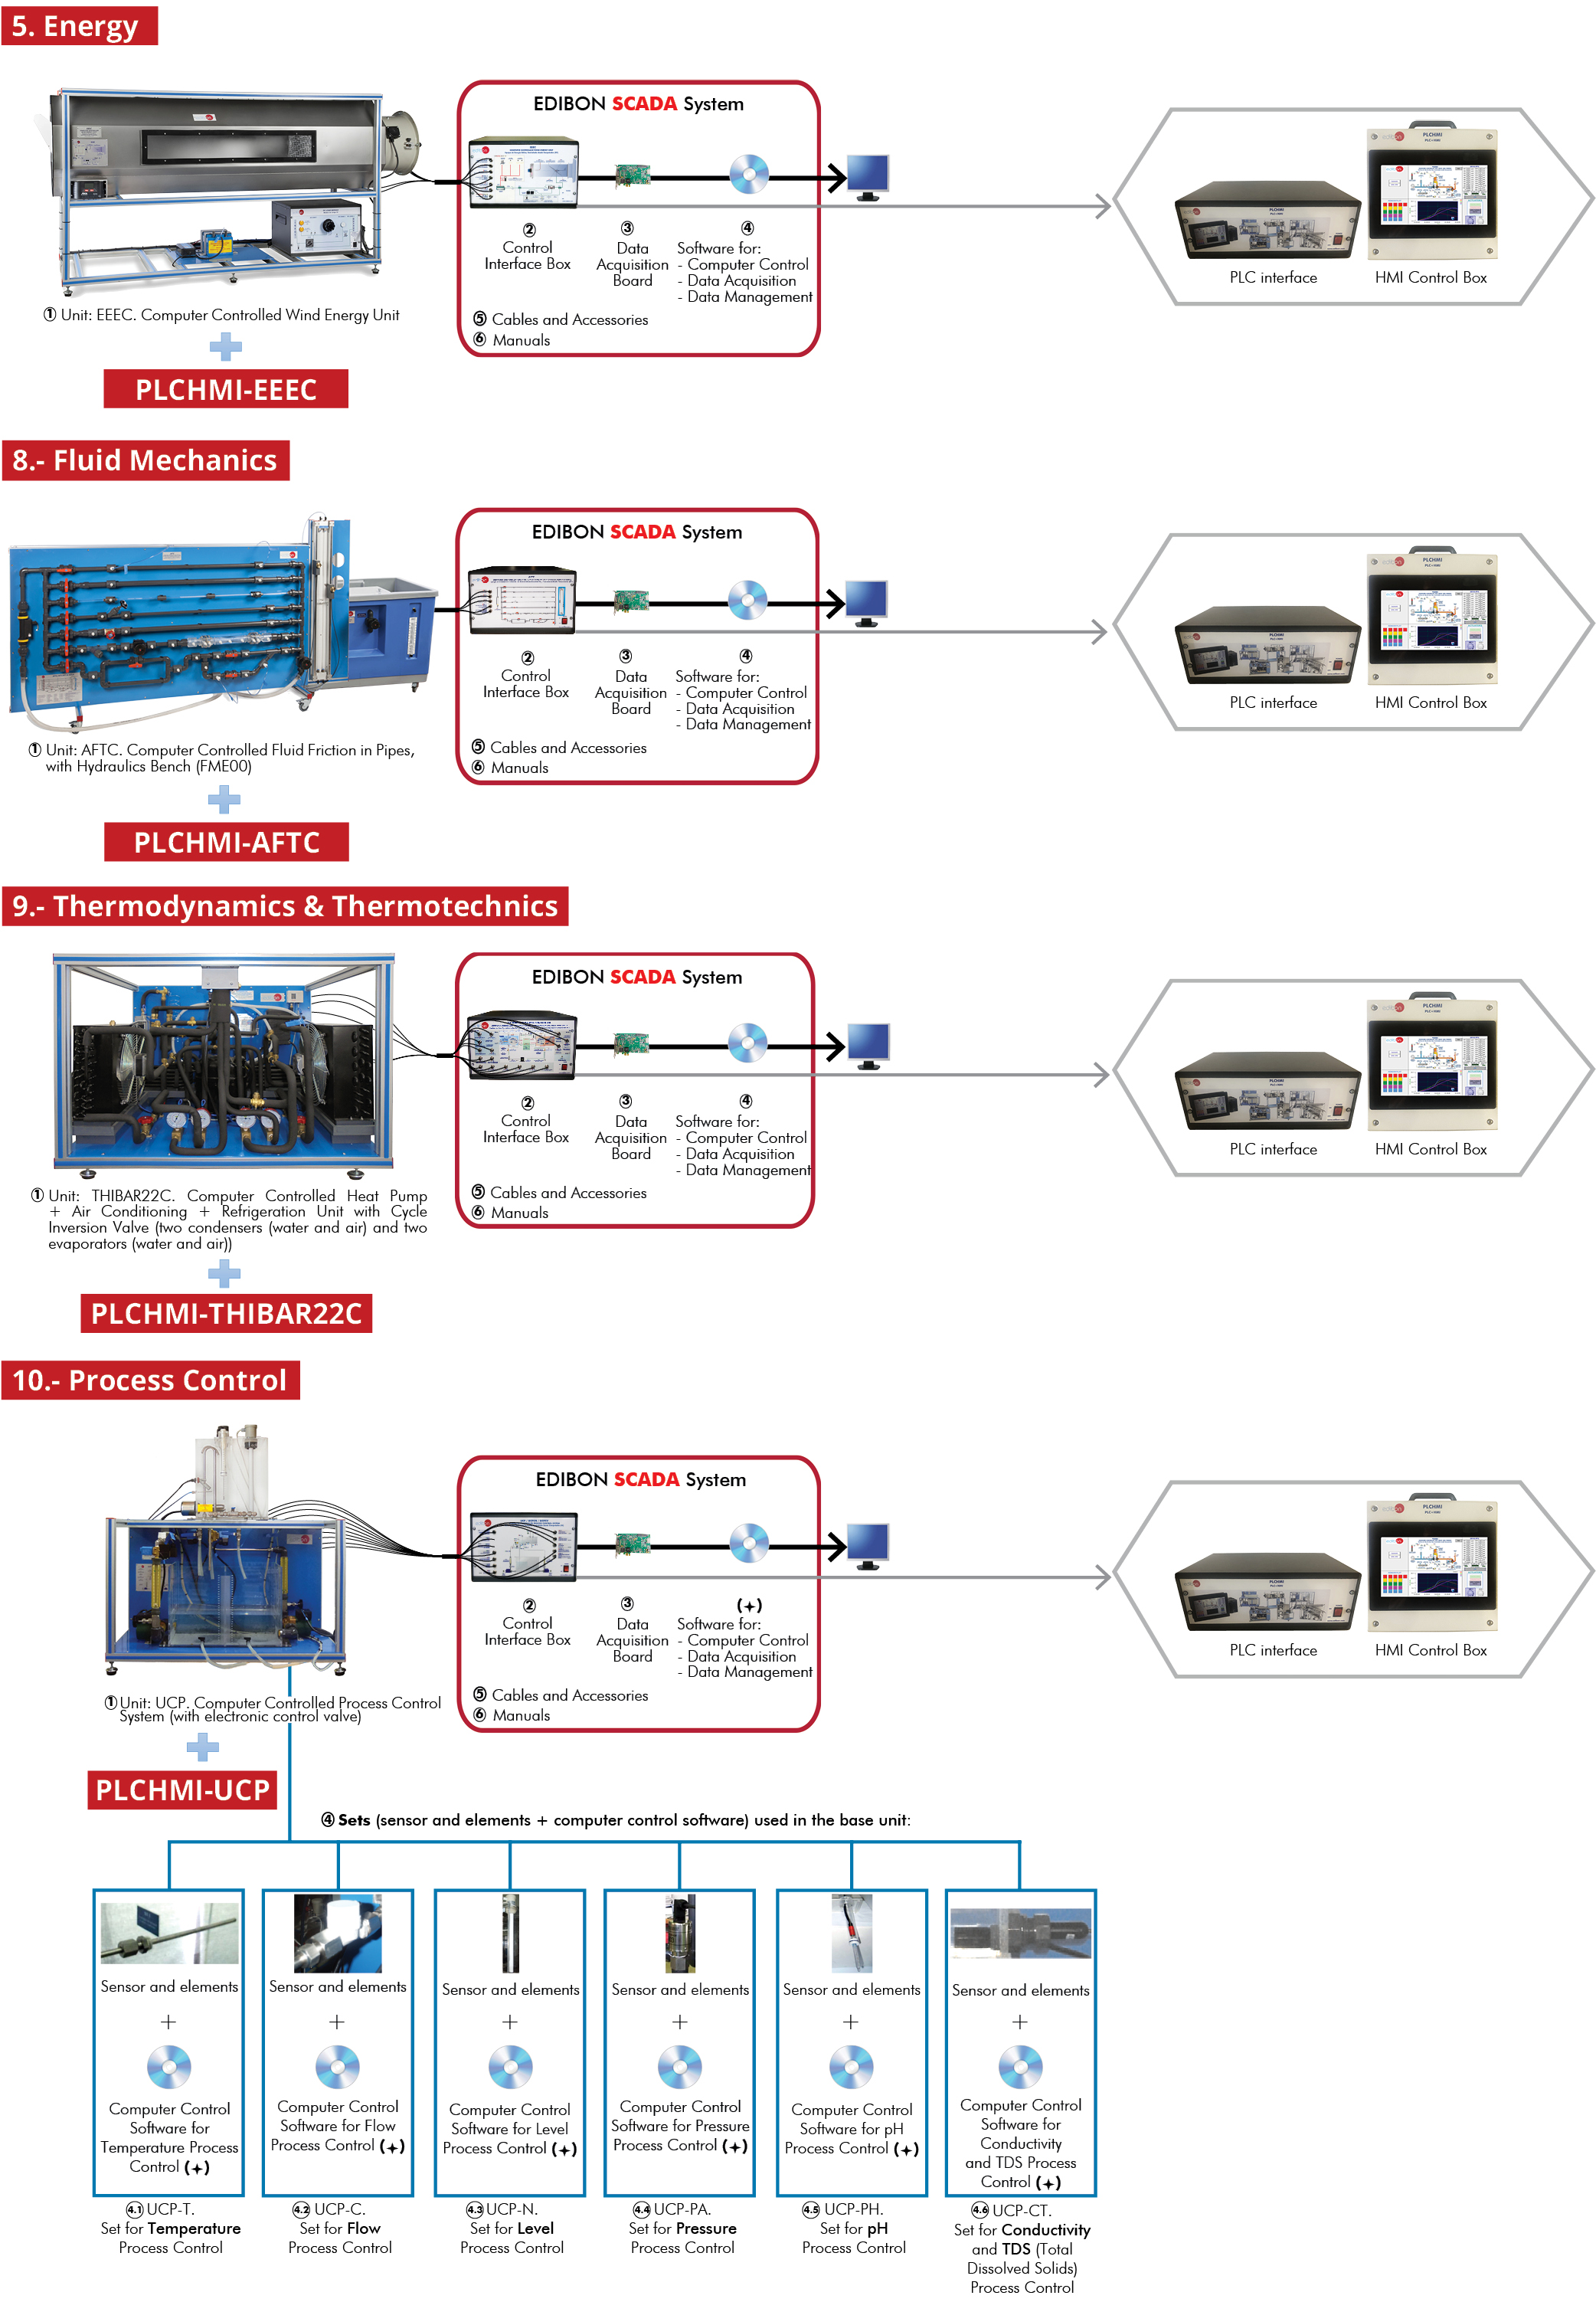 5. Energy
EDIBON SCADA System
② Control Interface Box
③ Data Acquisition Board
④ Software for:
- Computer Control
- Data Acquisition
- Data Management
⑤ Cables and Accessories
⑥ Manuals
PLCHMI
PLCHMI
PLC interface
HMI Control Box
① Unit: EEEC. Computer Controlled Wind Energy Unit
PLCHMI-EEEC
8.- Fluid Mechanics
EDIBON SCADA System
② Control Interface Box
③ Data Acquisition Board
④ Software for:
- Computer Control
- Data Acquisition
- Data Management
⑤ Cables and Accessories
⑥ Manuals
PLCHMI
PLCHMI
PLC interface
HMI Control Box
① Unit: AFTC. Computer Controlled Fluid Friction in Pipes,
with Hydraulics Bench (FME00)
PLCHMI-AFTC
9.- Thermodynamics & Thermotechnics
EDIBON SCADA System
② Control Interface Box
③ Data Acquisition Board
④ Software for:
- Computer Control
- Data Acquisition
- Data Management
⑤ Cables and Accessories
⑥ Manuals
PLCHMI
PLCHMI
PLC interface
HMI Control Box
① Unit: THIBAR22C. Computer Controlled Heat Pump
+ Air Conditioning + Refrigeration Unit with Cycle
Inversion Valve (two condensers (water and air) and two
evaporators (water and air))
PLCHMI-THIBAR22C
10.- Process Control
EDIBON SCADA System
② Control Interface Box
③ Data Acquisition Board
(✦)
Software for:
- Computer Control
- Data Acquisition
- Data Management
⑤ Cables and Accessories
⑥ Manuals
PLCHMI
PLCHMI
PLC interface
HMI Control Box
① Unit: UCP. Computer Controlled Process Control
System (with electronic control valve)
PLCHMI-UCP
④ Sets (sensor and elements + computer control software) used in the base unit:
Sensor and elements
+
Computer Control
Software for
Temperature Process
Control (✦)
4.1 UCP-T.
Set for Temperature
Process Control
Sensor and elements
+
Computer Control
Software for Flow
Process Control (✦)
4.2 UCP-C.
Set for Flow
Process Control
Sensor and elements
+
Computer Control
Software for Level
Process Control (✦)
4.3 UCP-N.
Set for Level
Process Control
Sensor and elements
+
Computer Control
Software for Pressure
Process Control (✦)
4.4 UCP-PA.
Set for Pressure
Process Control
Sensor and elements
+
Computer Control
Software for pH
Process Control (✦)
4.5 UCP-PH.
Set for pH
Process Control
Sensor and elements
+
Computer Control
Software for
Conductivity
and TDS Process
Control (✦)
4.6 UCP-CT.
Set for Conductivity
and TDS (Total
Dissolved Solids)
Process Control